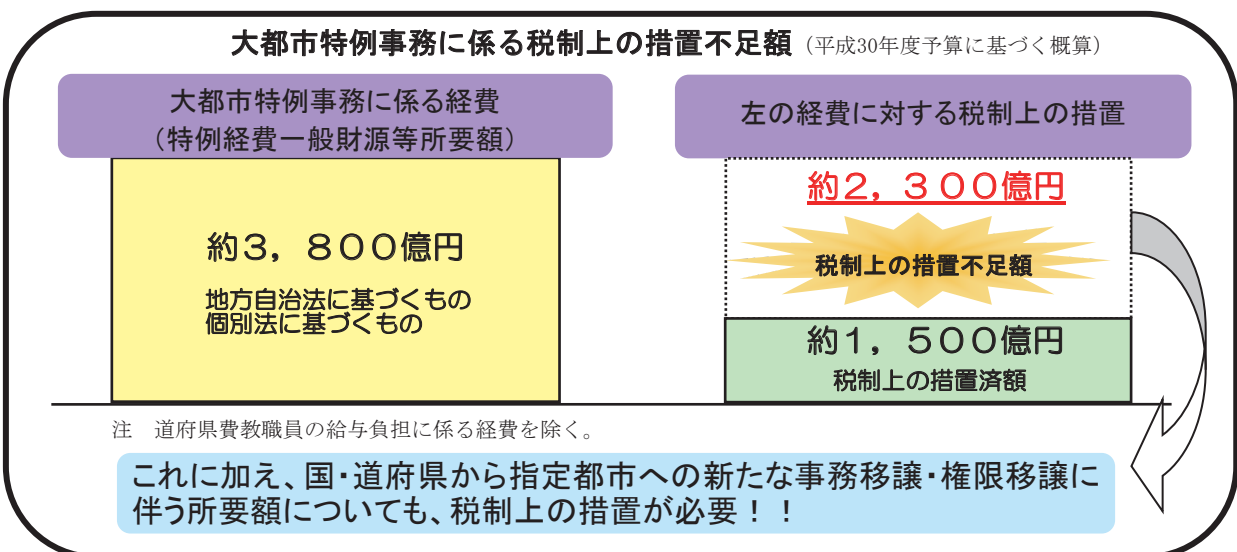 大都市特例事務に係る税制上の措置不足額（平成30年度予算に基づく概算）
大都市特例事務に係る経費
（特例経費一般財源等所要額）
約３，８００億円
地方自治法に基づくもの
個別法に基づくもの
左の経費に対する税制上の措置
約２，３００億円
税制上の措置不足額
約１，５００億円
税制上の措置済額
注　道府県費教職員の給与負担に係る経費を除く。
これに加え、国・道府県から指定都市への新たな事務移譲・権限移譲に
伴う所要額についても、税制上の措置が必要！！